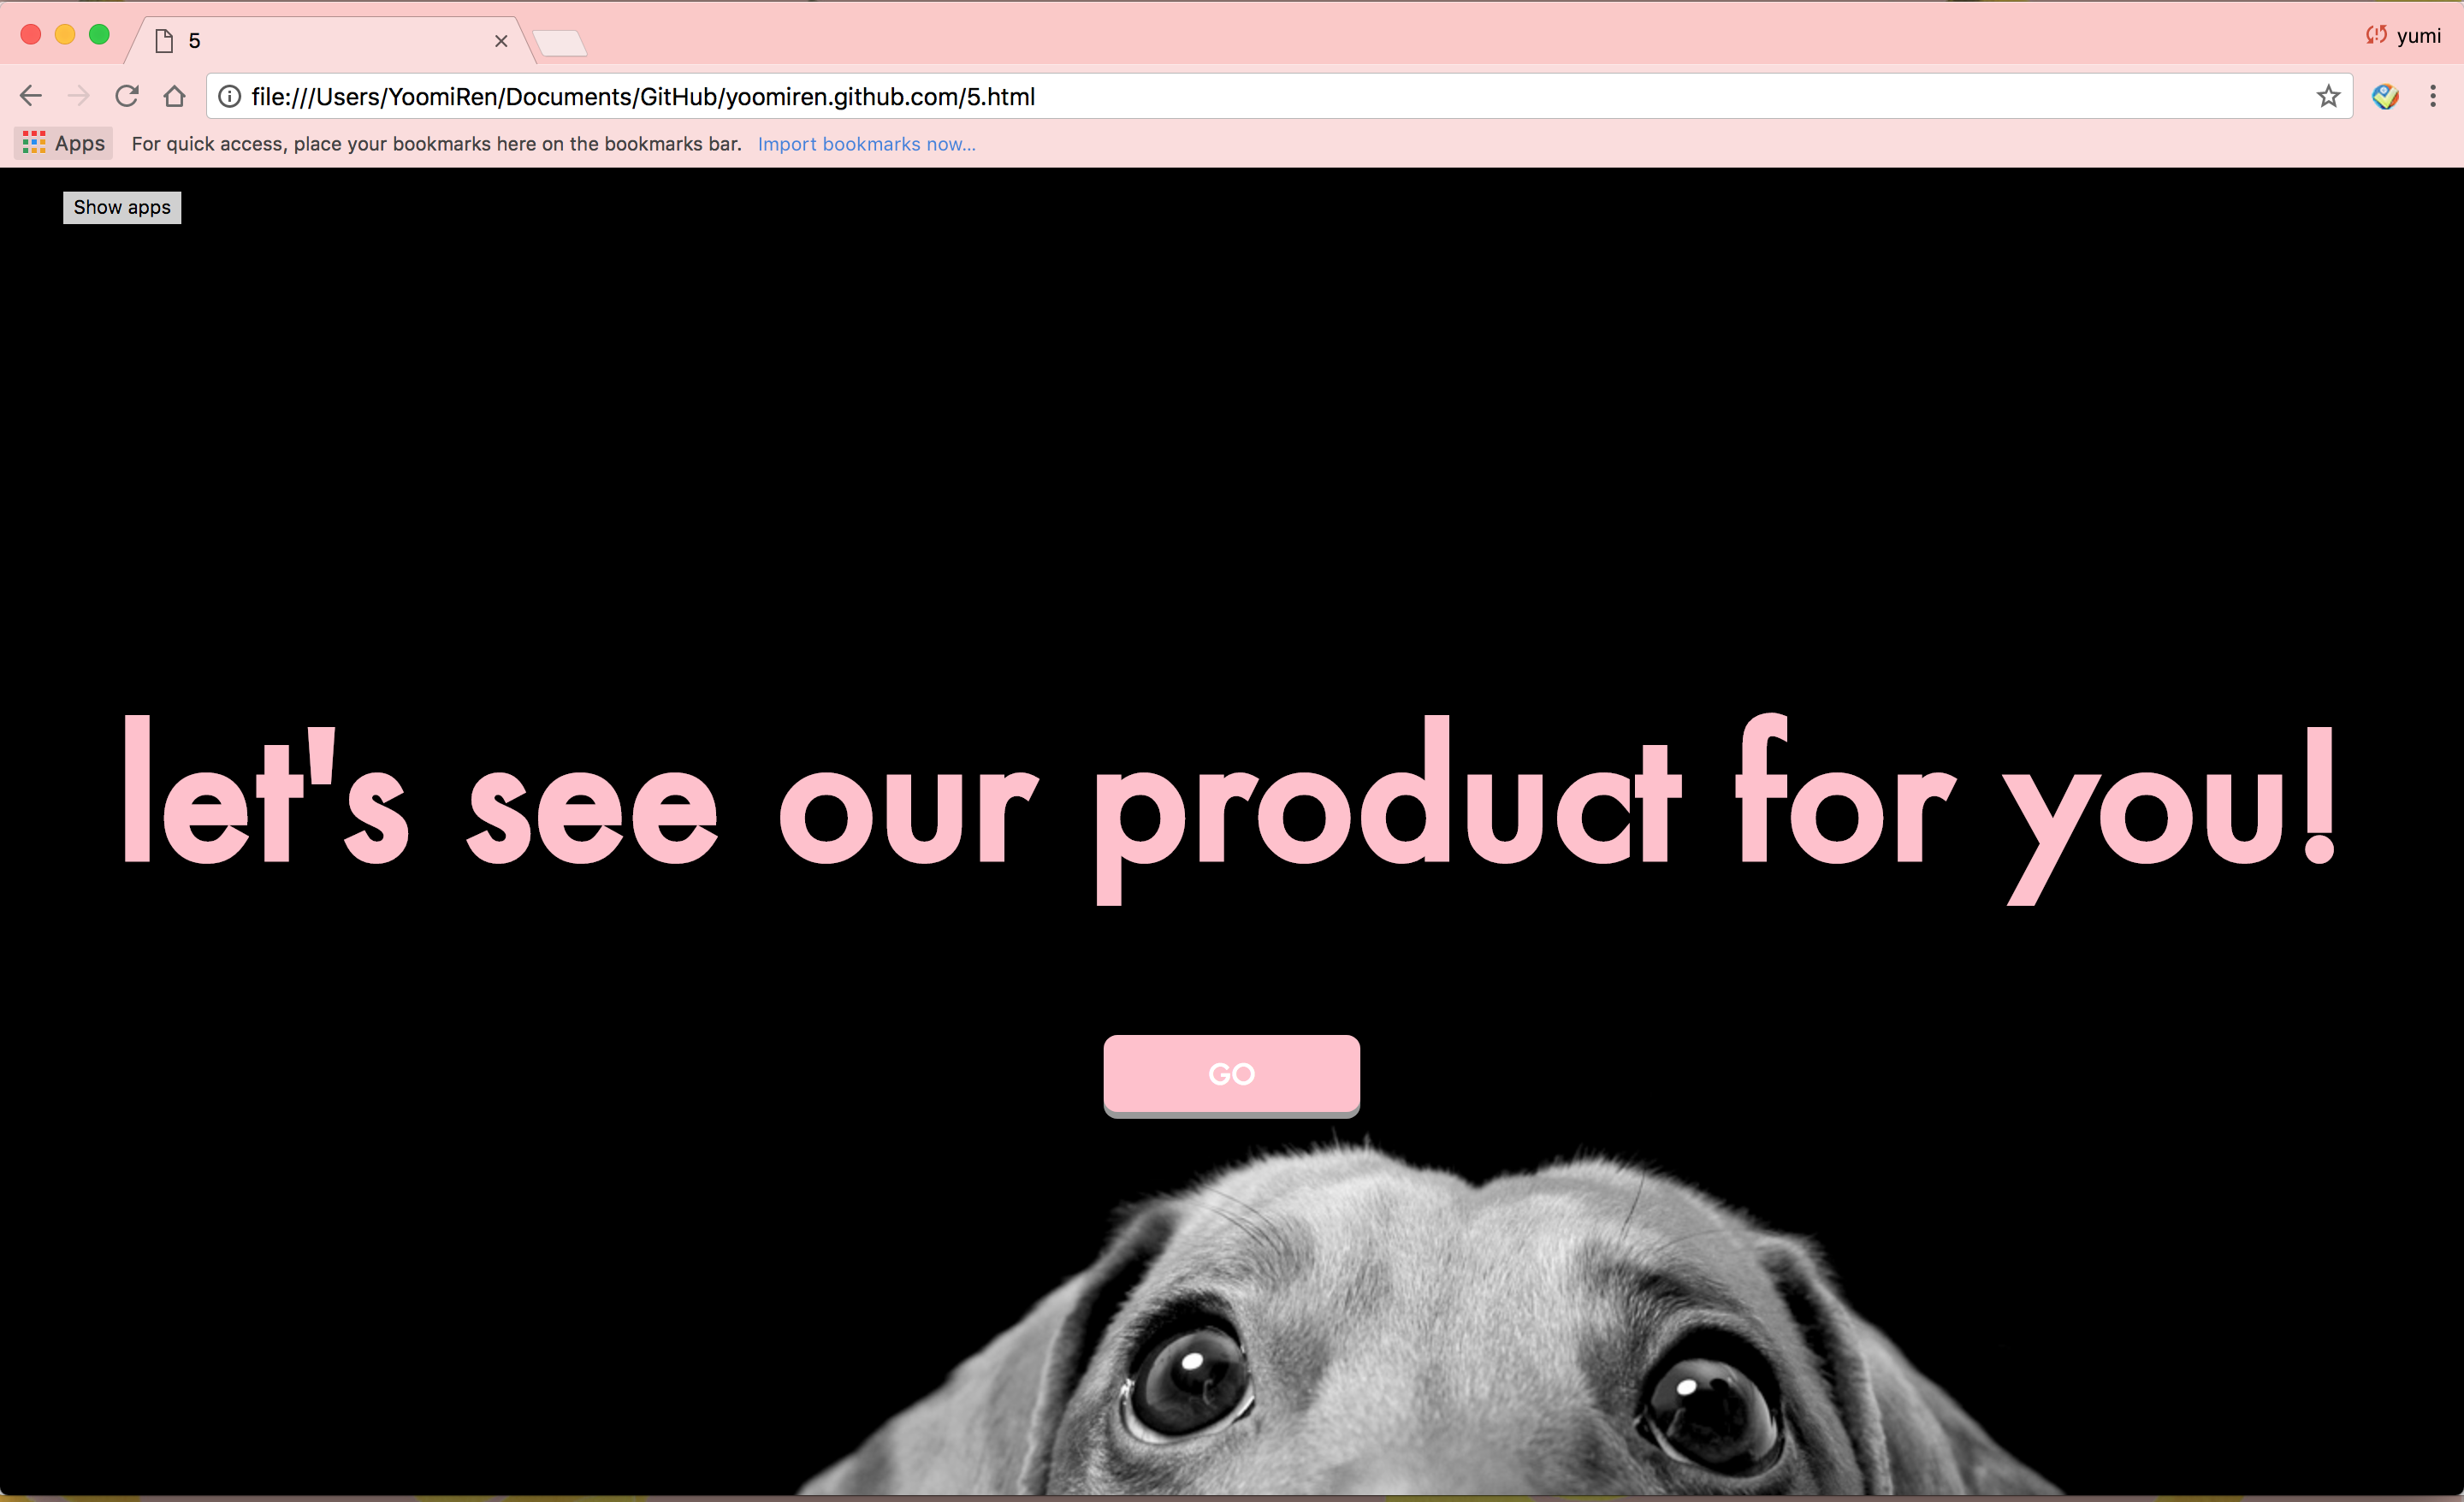 5
yumi
file:///Users/YoomiRen/Documents/GitHub/yoomiren.github.com/5.html
Apps For quick access, place your bookmarks here on the bookmarks bar. Import bookmarks now...
Show apps
let's see our product for you!
GO